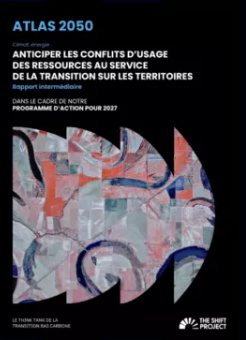 ATLAS 2050
Climat, énergie
ANTICIPER LES CONFLITS D'USAGE
DES RESSOURCES AU SERVICE
DE LA TRANSITION SUR LES TERRITOIRES
Rapport intermédiaire
DANS LE CADRE DE NOTRE
PROGRAMME D'ACTION POUR 2027
LE THINK TANK DE LA
TRANSITION BAS CARBONE
THE SHIFT
PROJECT